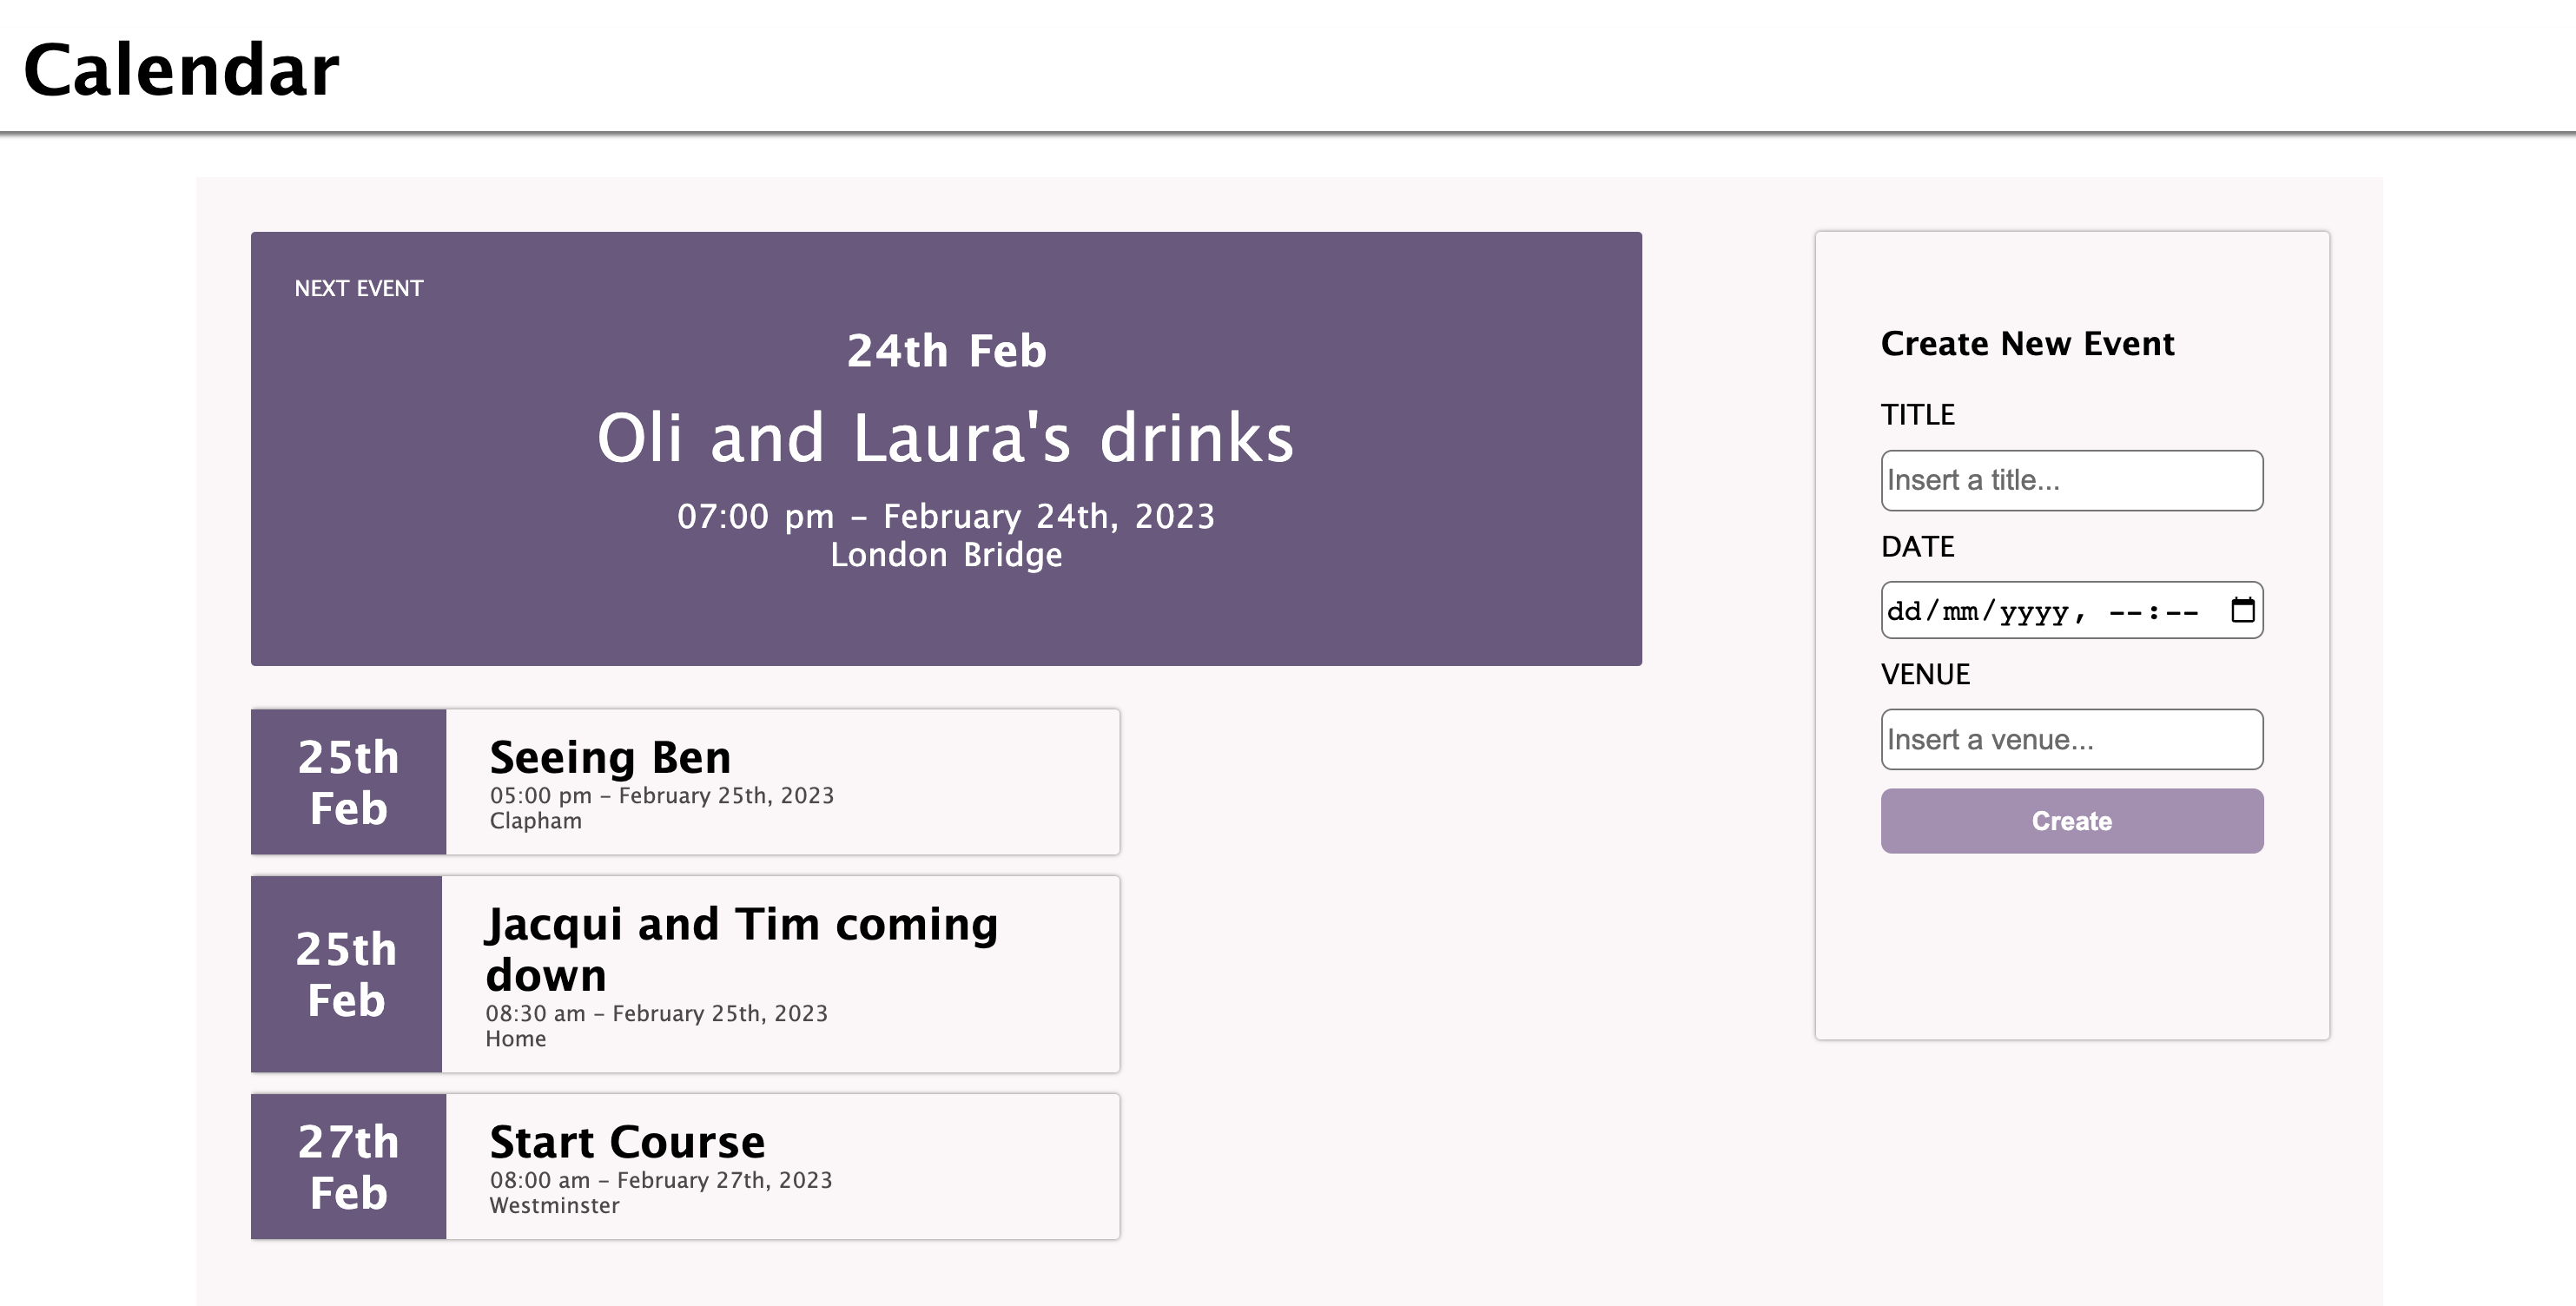 Calendar
NEXT EVENT
24th Feb
Oli and Laura's drinks
07:00 pm – February 24th, 2023
London Bridge
25th
Feb
Seeing Ben
05:00 pm – February 25th, 2023
Clapham
25th
Feb
Jacqui and Tim coming
down
08:30 am – February 25th, 2023
Home
27th
Feb
Start Course
08:00 am – February 27th, 2023
Westminster
Create New Event
TITLE
Insert a title...
DATE
dd/mm/yyyy, --:--
VENUE
Insert a venue...
Create